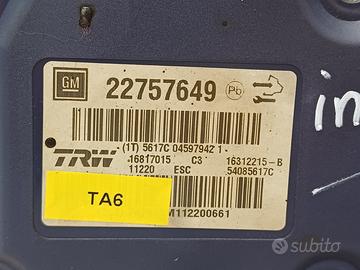 GM 22757649 Pb
(1T) 5617C 04597942 1
TRW 16817015 C3 16312215-B
11220 ESC 54085617C
TA6
M112200661
in
subito